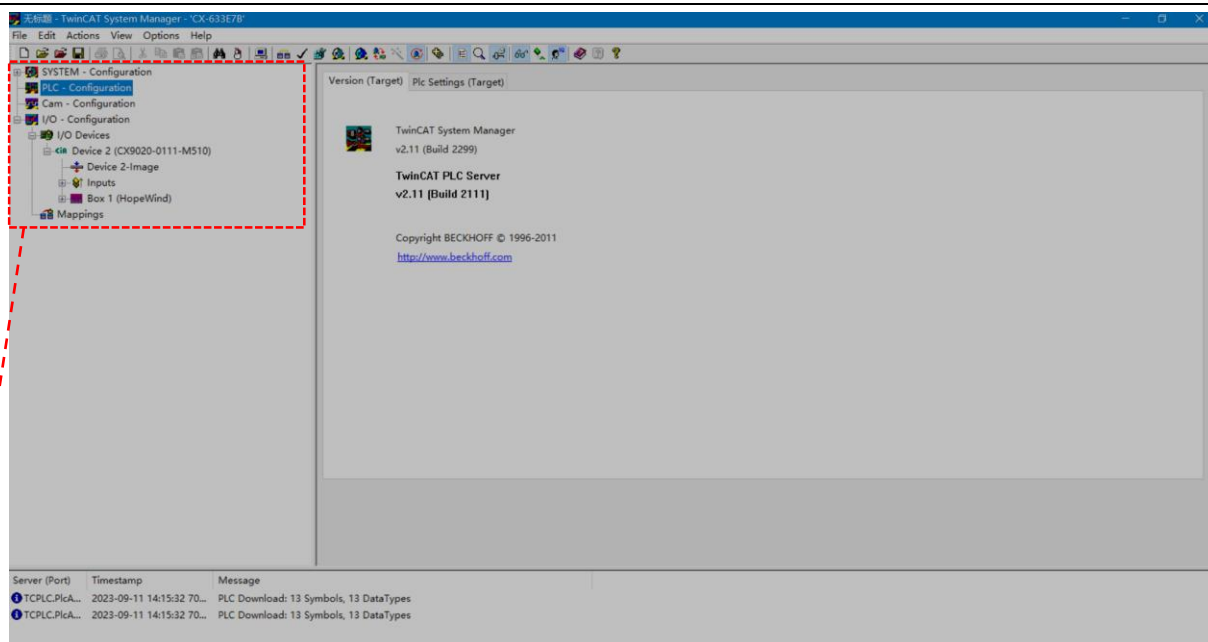 无标题 - TwinCAT System Manager - 'CX-633E7B'
File Edit Actions View Options Help
SYSTEM - Configuration
PLC - Configuration
Cam - Configuration
I/O - Configuration
I/O Devices
Device 2 (CX9020-0111-M510)
Device 2-Image
Inputs
Box 1 (HopeWind)
Mappings
Version (Target) Plc Settings (Target)
TwinCAT System Manager
v2.11 (Build 2299)
TwinCAT PLC Server
v2.11 (Build 2111)
Copyright BECKHOFF © 1996-2011
http://www.beckhoff.com
Server (Port) Timestamp Message
TCPLC.PlcA... 2023-09-11 14:15:32 70... PLC Download: 13 Symbols, 13 DataTypes
TCPLC.PlcA... 2023-09-11 14:15:32 70... PLC Download: 13 Symbols, 13 DataTypes